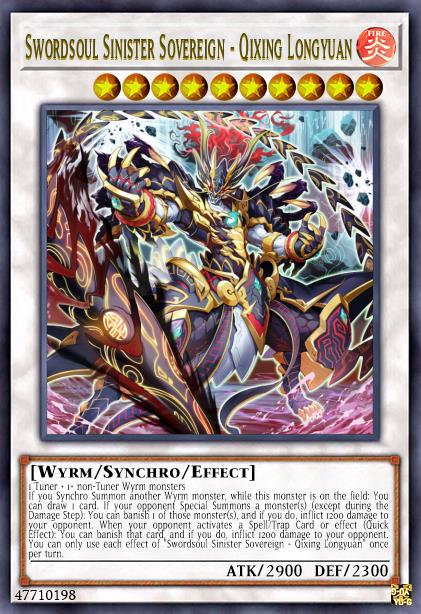 Swordsoul Sinister Sovereign - Qixing Longyuan
FIRE
炎
[Wyrm/Synchro/Effect]
1 Tuner + 1+ non-Tuner Wyrm monsters
If you Synchro Summon another Wyrm monster, while this monster is on the field: You
can draw 1 card. If your opponent Special Summons a monster(s) (except during the
Damage Step): You can banish 1 of those monster(s), and if you do, inflict 1200 damage to
your opponent. When your opponent activates a Spell/Trap Card or effect (Quick
Effect): You can banish that card, and if you do, inflict 1200 damage to your opponent.
You can only use each effect of "Swordsoul Sinister Sovereign - Qixing Longyuan" once
per turn.
ATK/2900 DEF/2300
47710198